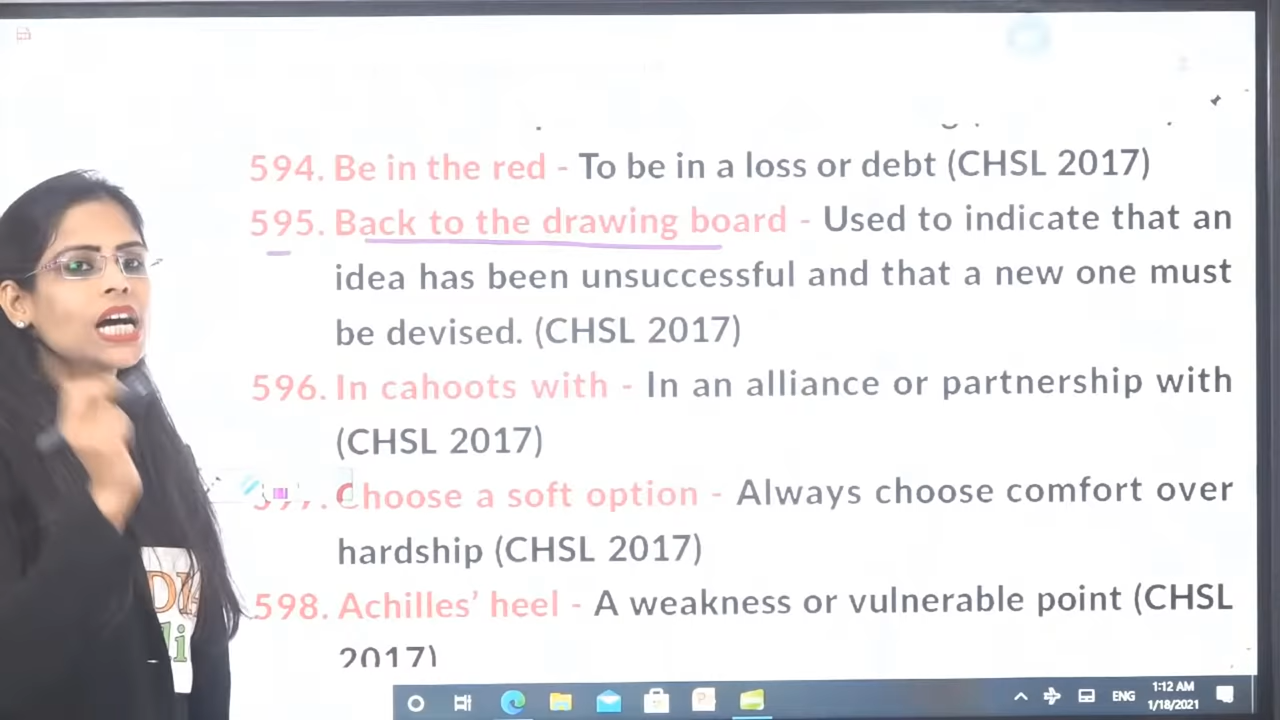 594. Be in the red - To be in a loss or debt (CHSL 2017)
595. Back to the drawing board - Used to indicate that an
idea has been unsuccessful and that a new one must
be devised. (CHSL 2017)
596. In cahoots with - In an alliance or partnership with
(CHSL 2017)
Choose a soft option - Always choose comfort over
hardship (CHSL 2017)
598. Achilles' heel - A weakness or vulnerable point (CHSL
2017)
ENG
1:12 AM
1/18/2021